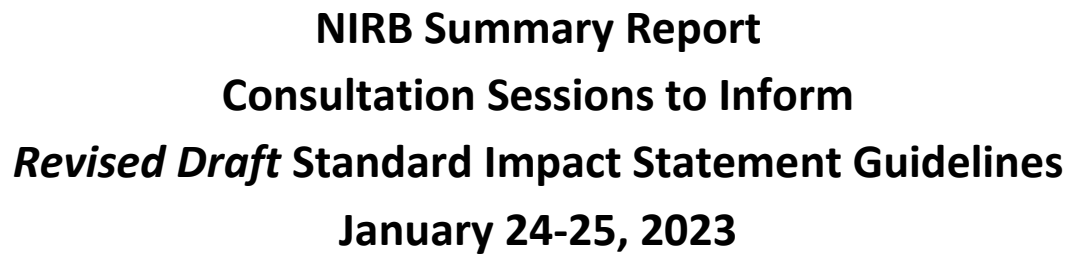 NIRB Summary Report
Consultation Sessions to Inform
Revised Draft Standard Impact Statement Guidelines
January 24-25, 2023